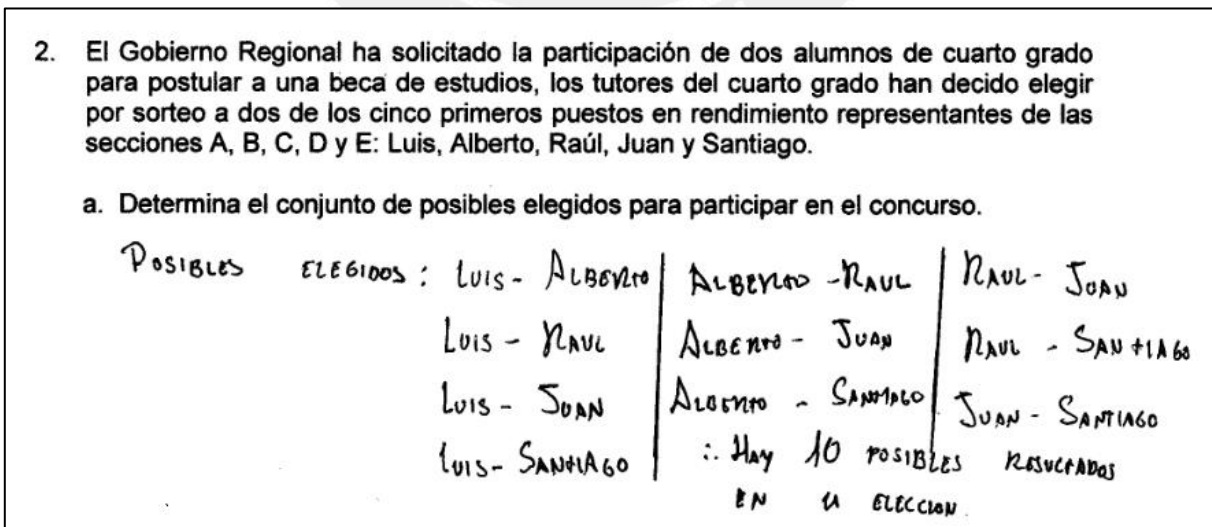 2. El Gobierno Regional ha solicitado la participación de dos alumnos de cuarto grado
para postular a una beca de estudios, los tutores del cuarto grado han decidido elegir
por sorteo a dos de los cinco primeros puestos en rendimiento representantes de las
secciones A, B, C, D y E: Luis, Alberto, Raúl, Juan y Santiago.
a. Determina el conjunto de posibles elegidos para participar en el concurso.
POSIBLES ELEGIDOS: LUIS - ALBERTO | ALBERTO - RAUL | RAUL - JUAN
LUIS - RAUL | ALBERTO - JUAN | RAUL - SANTIAGO
LUIS - JUAN | ALBERTO - SANTIAGO | JUAN - SANTIAGO
LUIS - SANTIAGO | ∴ HAY 10 POSIBLES RESULTADOS
EN LA ELECCION.